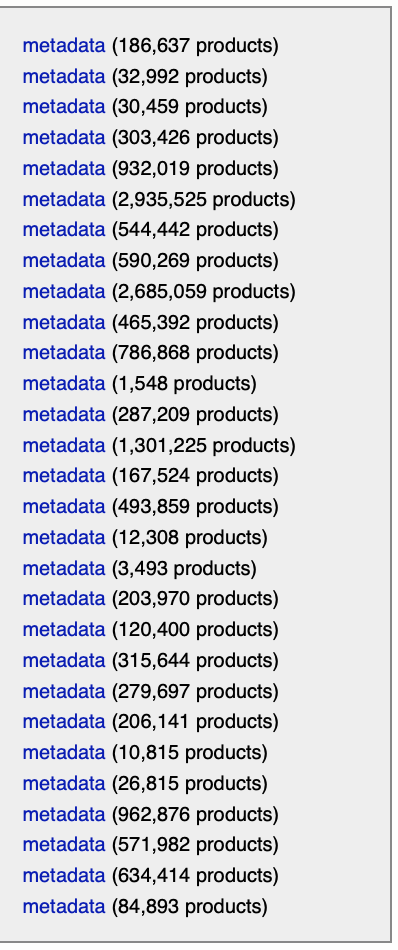 metadata (186,637 products)
metadata (32,992 products)
metadata (30,459 products)
metadata (303,426 products)
metadata (932,019 products)
metadata (2,935,525 products)
metadata (544,442 products)
metadata (590,269 products)
metadata (2,685,059 products)
metadata (465,392 products)
metadata (786,868 products)
metadata (1,548 products)
metadata (287,209 products)
metadata (1,301,225 products)
metadata (167,524 products)
metadata (493,859 products)
metadata (12,308 products)
metadata (3,493 products)
metadata (203,970 products)
metadata (120,400 products)
metadata (315,644 products)
metadata (279,697 products)
metadata (206,141 products)
metadata (10,815 products)
metadata (26,815 products)
metadata (962,876 products)
metadata (571,982 products)
metadata (634,414 products)
metadata (84,893 products)